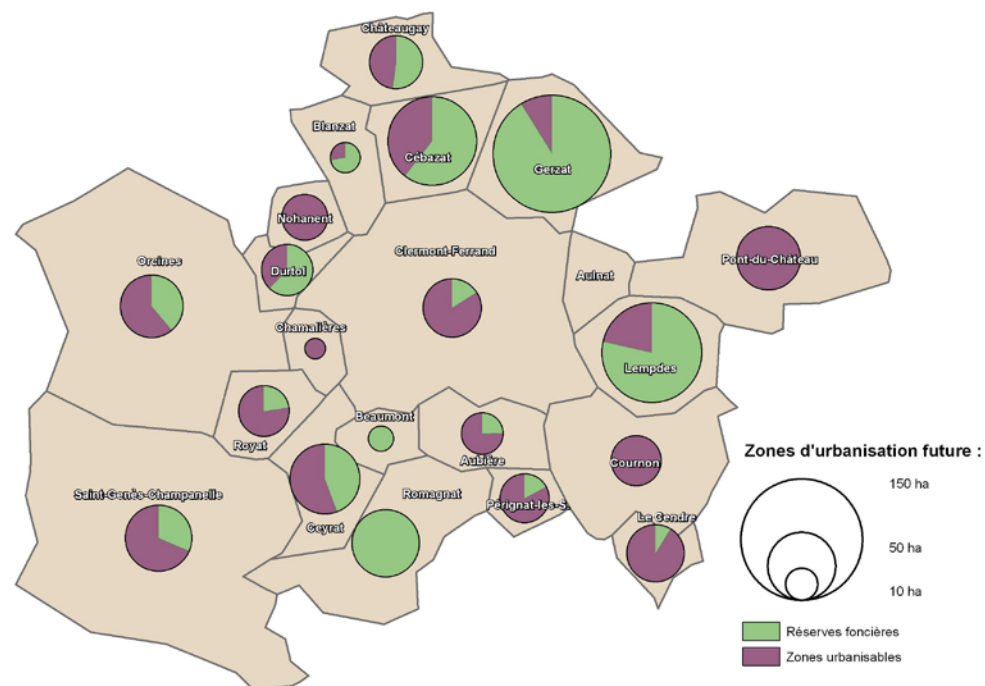 Châteaugay
Blanzat
Cébazat
Gerzat
Nohanent
Orcines
Durtol
Clermont-Ferrand
Aulnat
Pont-du-Château
Chamalières
Lempdes
Royat
Beaumont
Aubière
Cournon
Saint-Genès-Champanelle
Ceyrat
Romagnat
Pérignat-lès-S.
Le Cendre
Zones d'urbanisation future :
150 ha
50 ha
10 ha
Réserves foncières
Zones urbanisables